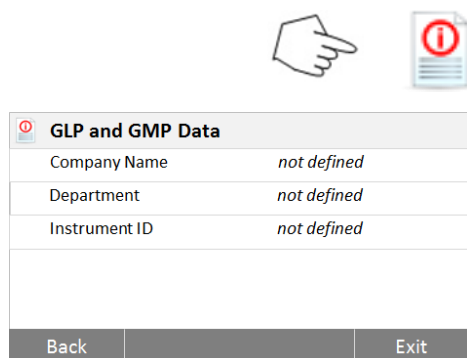 GLP and GMP Data
Company Name not defined
Department not defined
Instrument ID not defined
Back Exit